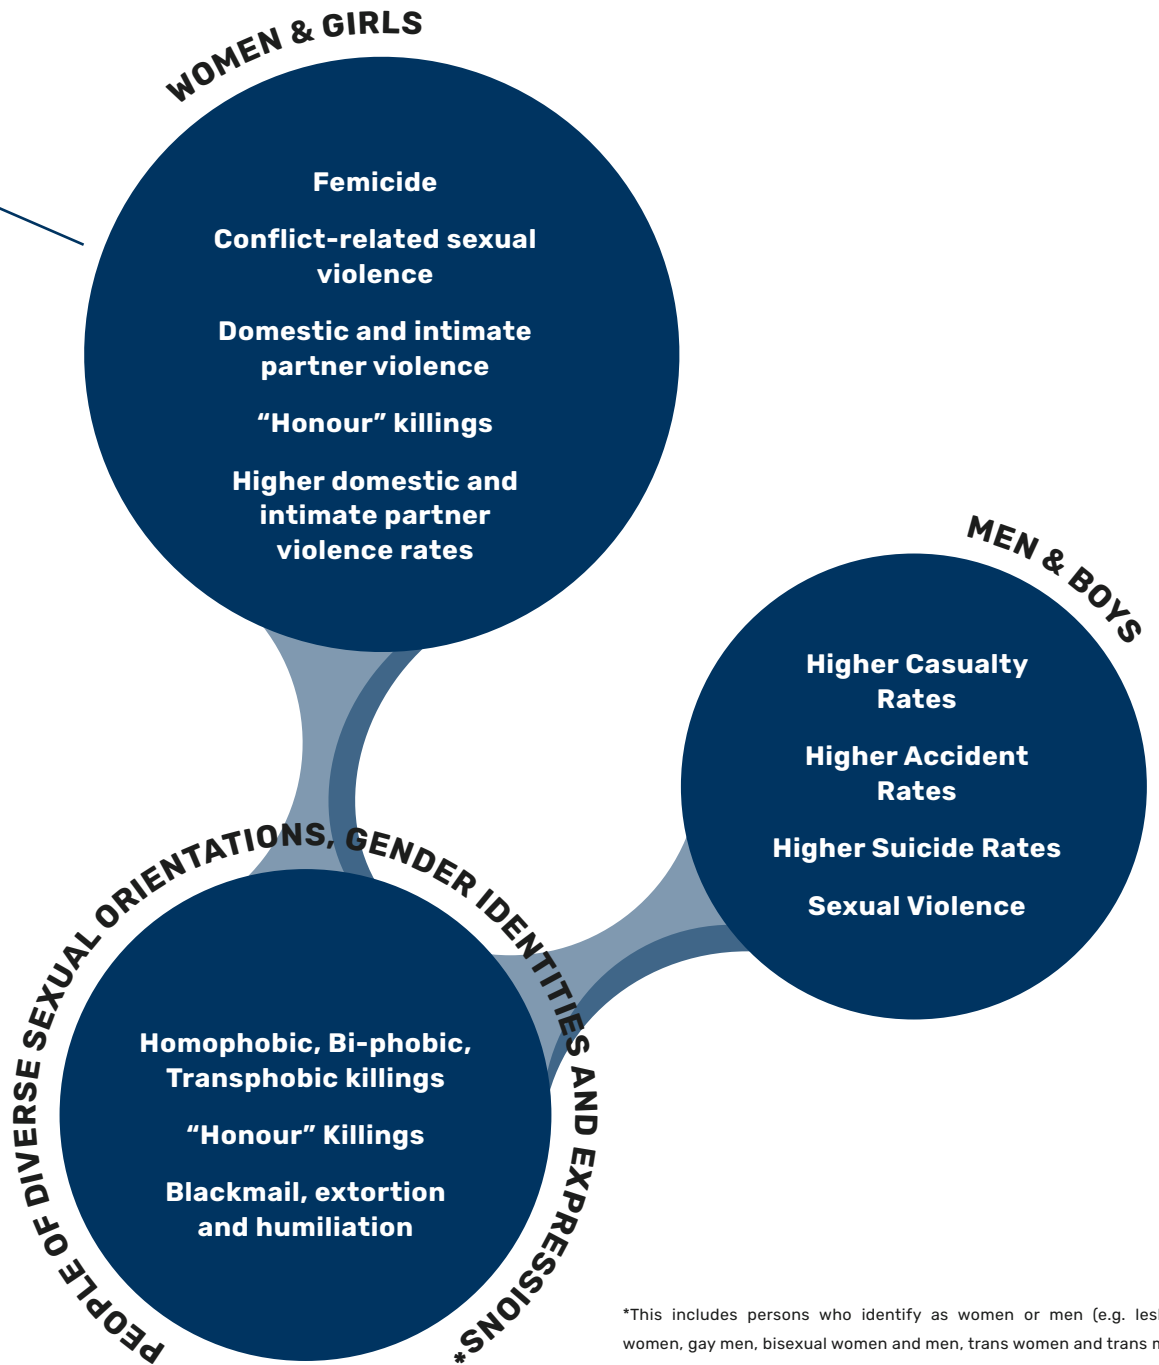 WOMEN & GIRLS
Femicide
Conflict-related sexual
violence
Domestic and intimate
partner violence
“Honour” killings
Higher domestic and
intimate partner
violence rates
MEN & BOYS
Higher Casualty
Rates
Higher Accident
Rates
Higher Suicide Rates
Sexual Violence
PEOPLE OF DIVERSE SEXUAL ORIENTATIONS, GENDER IDENTITIES AND EXPRESSIONS*
Homophobic, Bi-phobic,
Transphobic killings
“Honour” Killings
Blackmail, extortion
and humiliation
*This includes persons who identify as women or men (e.g.
women, gay men, bisexual women and men, trans women and trans